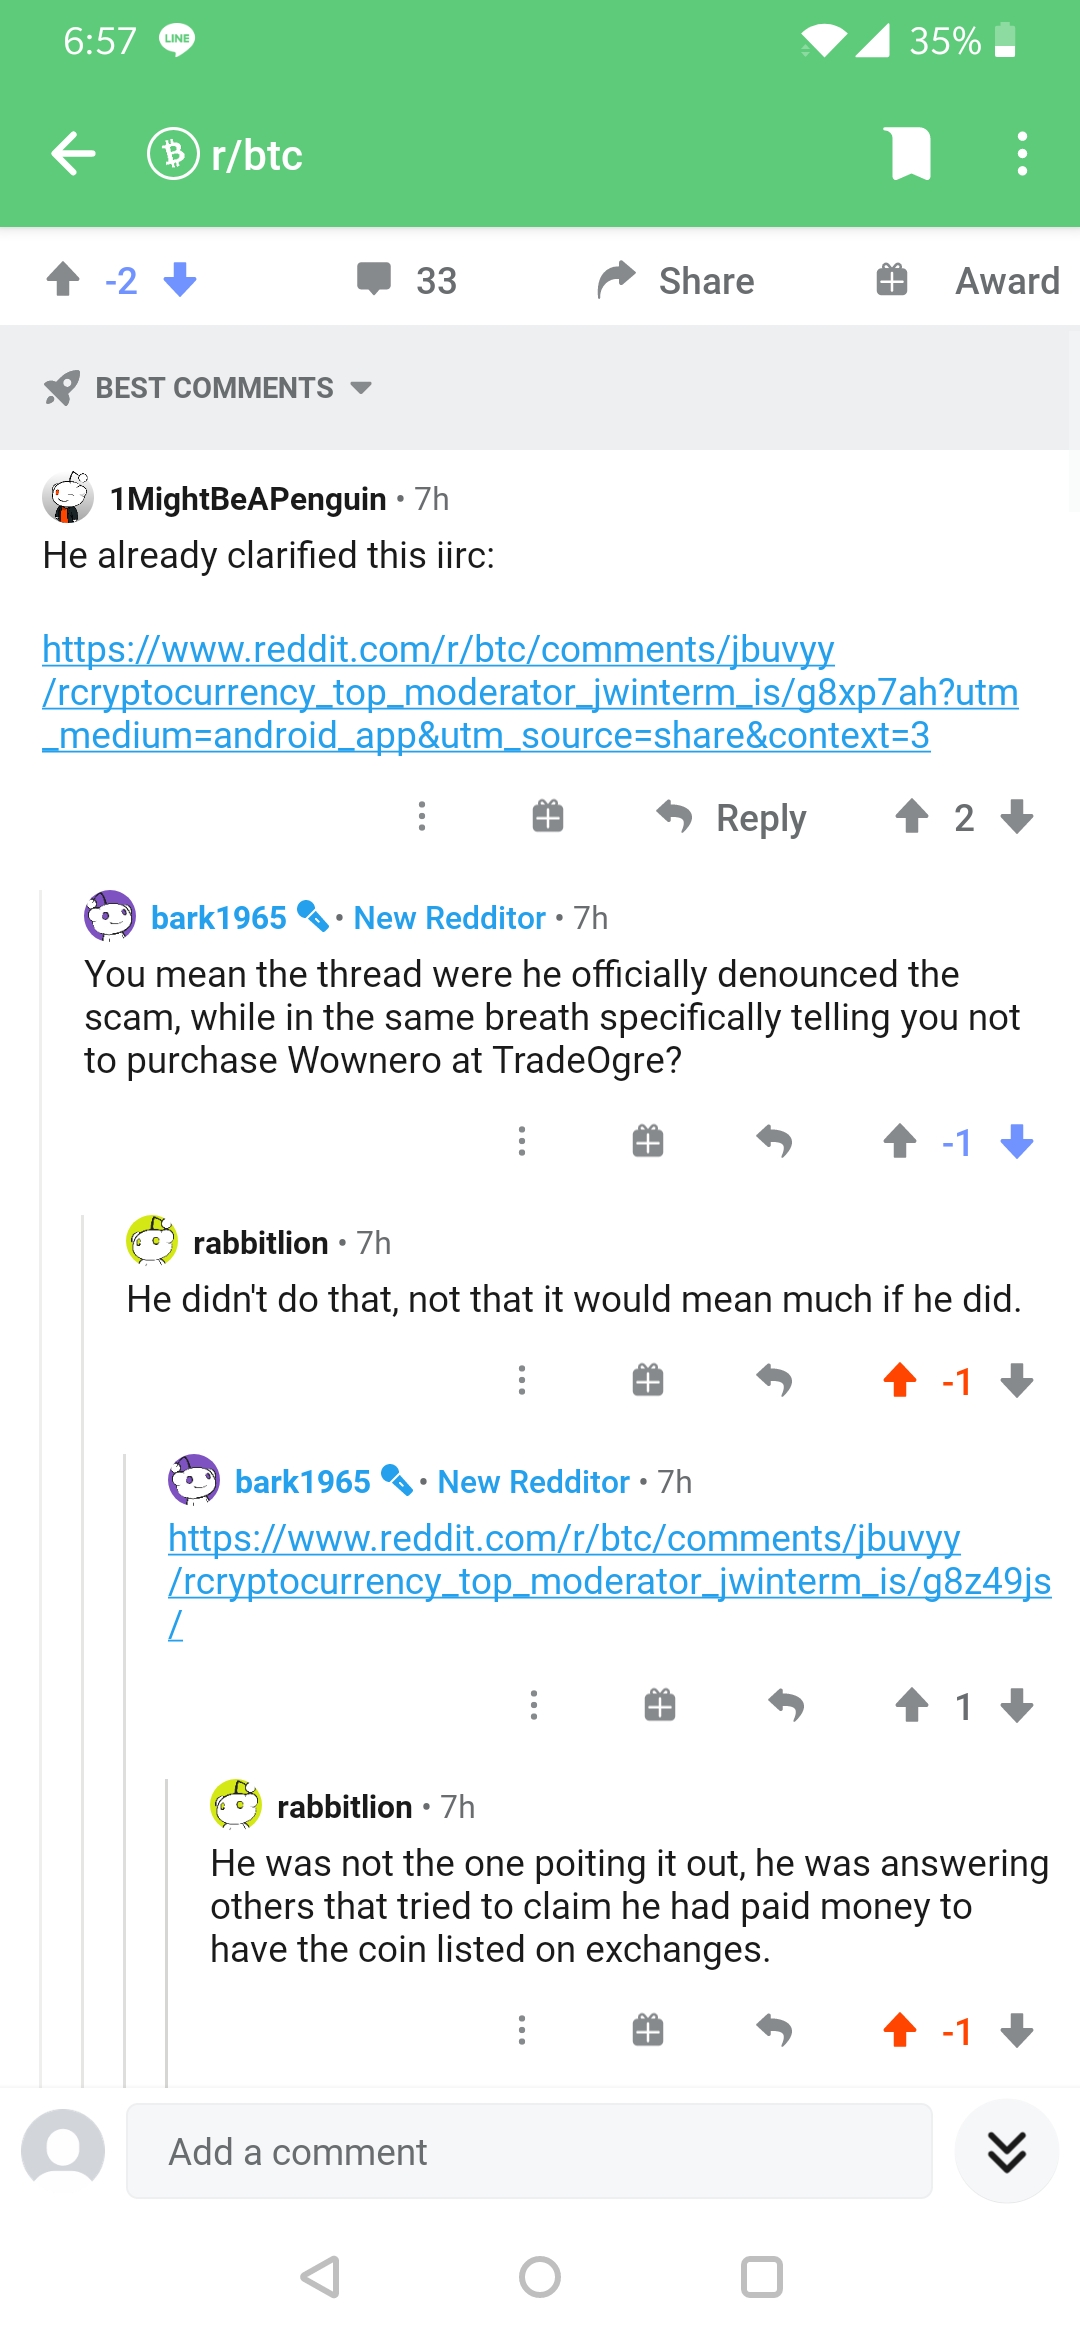 6:57 LINE 35%
r/btc
-2 33 Share Award
BEST COMMENTS
1MightBeAPenguin • 7h
He already clarified this iirc:
https://www.reddit.com/r/btc/comments/jbuvyy
/rcryptocurrency_top_moderator_jwinterm_is/g8xp7ah?utm
_medium=android_app&utm_source=share&context=3
Reply 2
bark1965 • New Redditor • 7h
You mean the thread were he officially denounced the
scam, while in the same breath specifically telling you not
to purchase Wownero at TradeOgre?
-1
rabbitlion • 7h
He didn't do that, not that it would mean much if he did.
-1
bark1965 • New Redditor • 7h
https://www.reddit.com/r/btc/comments/jbuvyy
/rcryptocurrency_top_moderator_jwinterm_is/g8z49js
/
1
rabbitlion • 7h
He was not the one poiting it out, he was answering
others that tried to claim he had paid money to
have the coin listed on exchanges.
-1
Add a comment